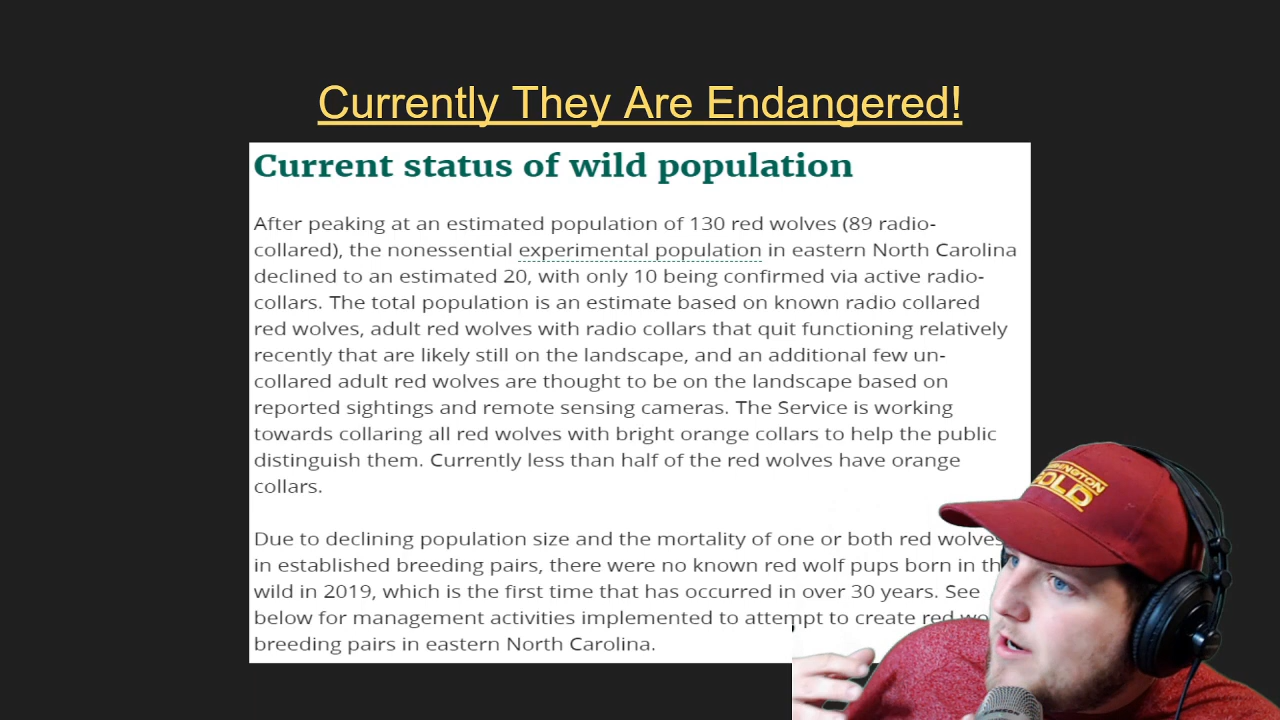 Currently They Are Endangered!
Current status of wild population
After peaking at an estimated population of 130 red wolves (89 radio-
collared), the nonessential experimental population in eastern North Carolina
declined to an estimated 20, with only 10 being confirmed via active radio-
collars. The total population is an estimate based on known radio collared
red wolves, adult red wolves with radio collars that quit functioning relatively
recently that are likely still on the landscape, and an additional few un-
collared adult red wolves are thought to be on the landscape based on
reported sightings and remote sensing cameras. The Service is working
towards collaring all red wolves with bright orange collars to help the public
distinguish them. Currently less than half of the red wolves have orange
collars.
Due to declining population size and the mortality of one or both red wolves
in established breeding pairs, there were no known red wolf pups born in
wild in 2019, which is the first time that has occurred in over 30 years. See
below for management activities implemented to attempt to create red
breeding pairs in eastern North Carolina.